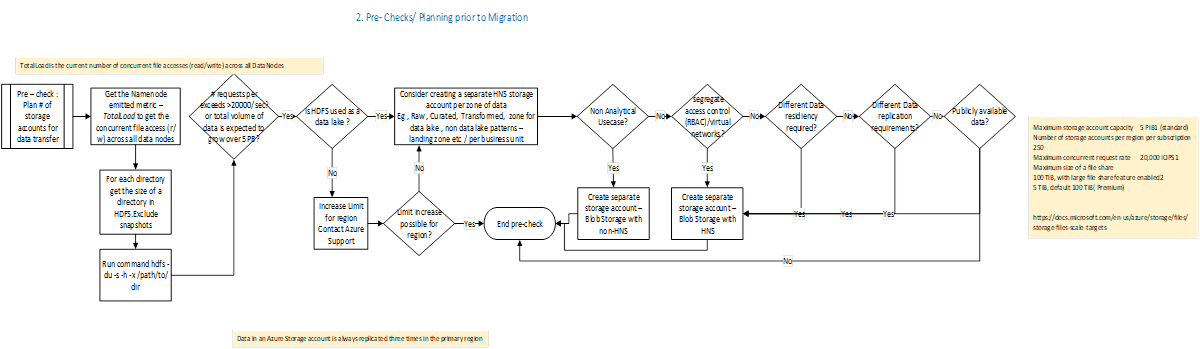 2. Pre- Checks/ Planning prior to Migration
TotalLoad is the current number of concurrent file accesses (read/write) across all DataNodes
Pre – check :
Plan # of
storage
accounts for
data transfer
Get the Namenode
emitted metric –
TotalLoad to get the
concurrent file access (r/
w) across all data nodes
For each directory
get the size of a
directory in
HDFS.Exclude
snapshots
Run command hdfs -
du -s -h -x /path/to/
dir
# requests per
exceeds >20000/sec?
or total volume of
data is expected to
grow over 5 PB?
Yes
Is HDFS used as a
data lake ?
Yes
No
Increase Limit
for region
Contact Azure
Support
Limit increase
possible for
region?
No
Yes
Consider creating a separate HNS storage
account per zone of data
Eg , Raw , Curated, Transformed, zone for
data lake , non data lake patterns –
landing zone etc / per business unit
End pre-check
Non Analytical
Usecase?
No
Yes
Create separate
storage account –
Blob Storage with
non-HNS
segregate
access control
(RBAC)/virtual
networks?
No
Yes
Create separate
storage account –
Blob Storage with
HNS
Different Data
residiency
required?
No
Yes
Different Data
replication
requirements?
No
Yes
Publicly available
data?
Yes
No
Maximum storage account capacity 5 PiB1 (standard)
Number of storage accounts per region per subscription
250
Maximum concurrent request rate 20,000 IOPS1
Maximum size of a file share
100 TiB, with large file share feature enabled2
5 TiB, default 100 TiB( Premium)
https://docs.microsoft.com/en-us/azure/storage/files/
storage-files-scale-targets
Data in an Azure Storage account is always replicated three times in the primary region